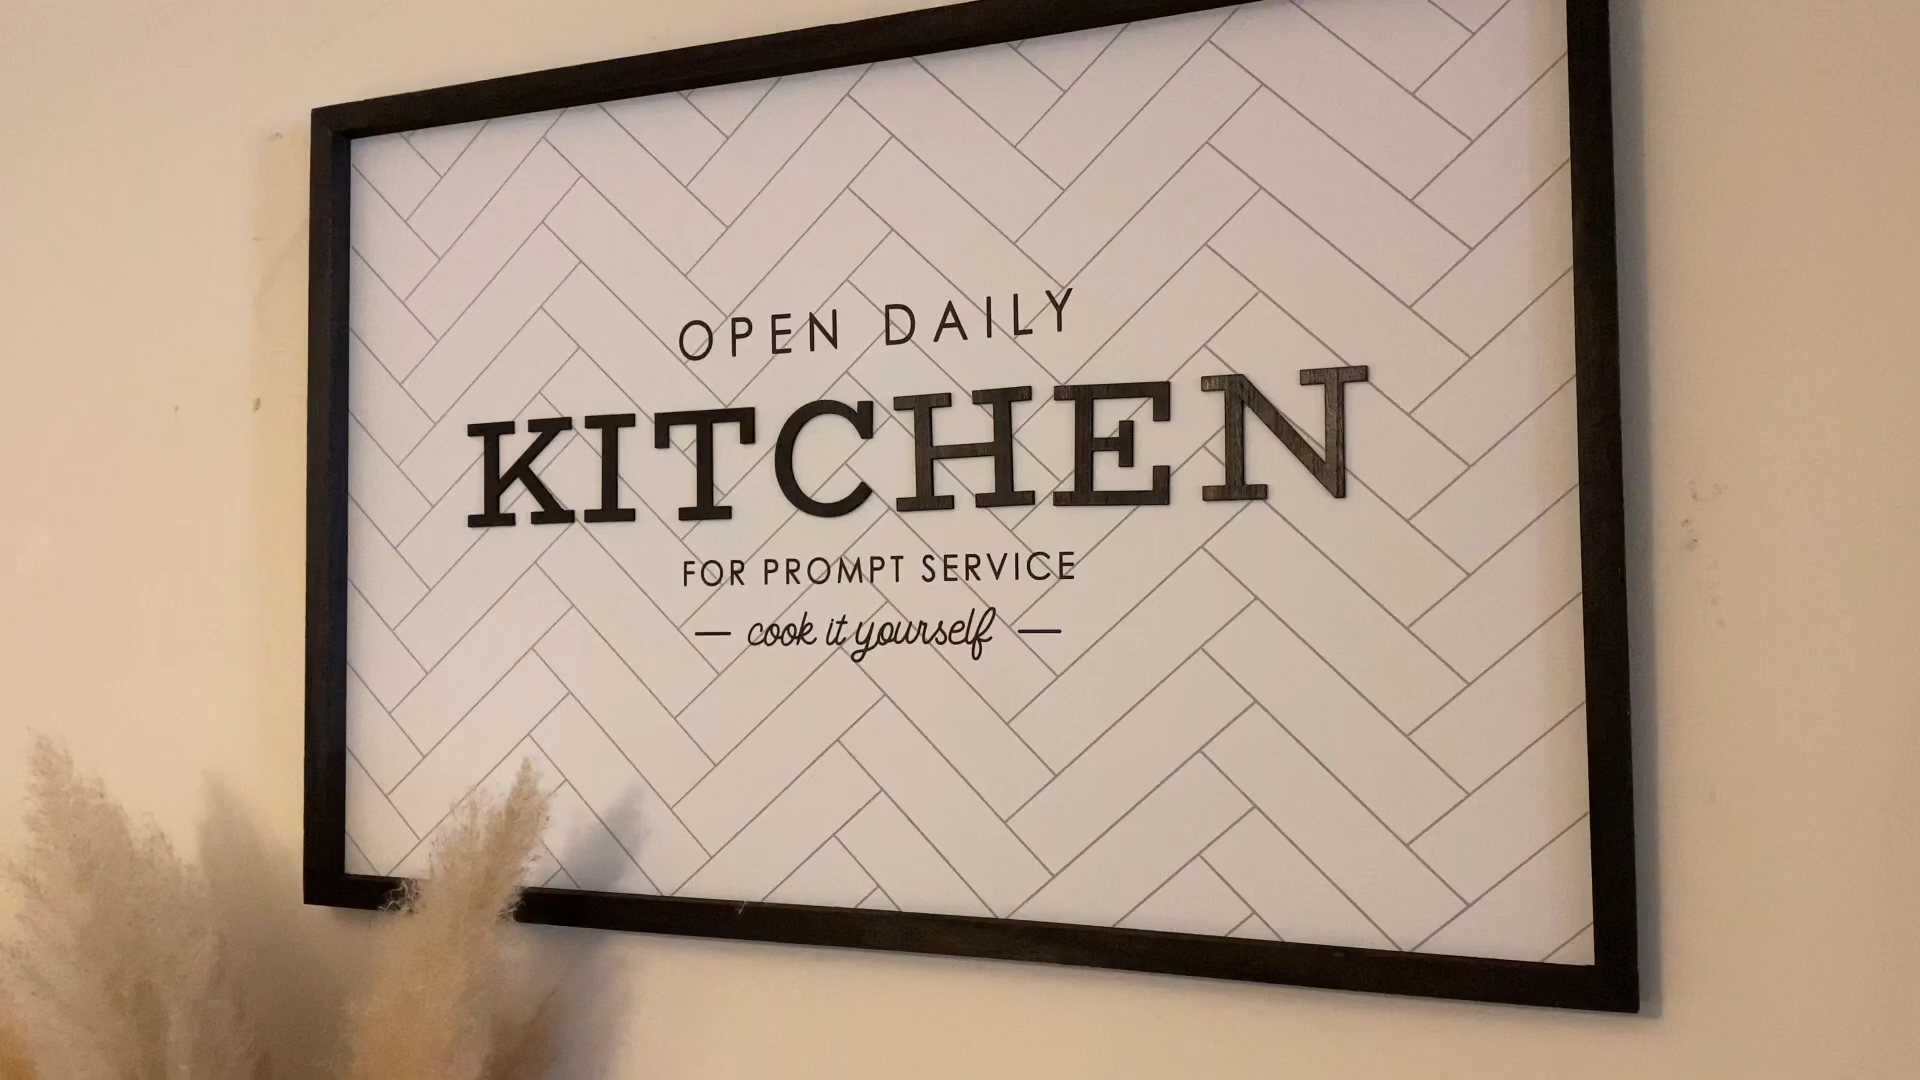 OPEN DAILY
KITCHEN
FOR PROMPT SERVICE
— cook it yourself —